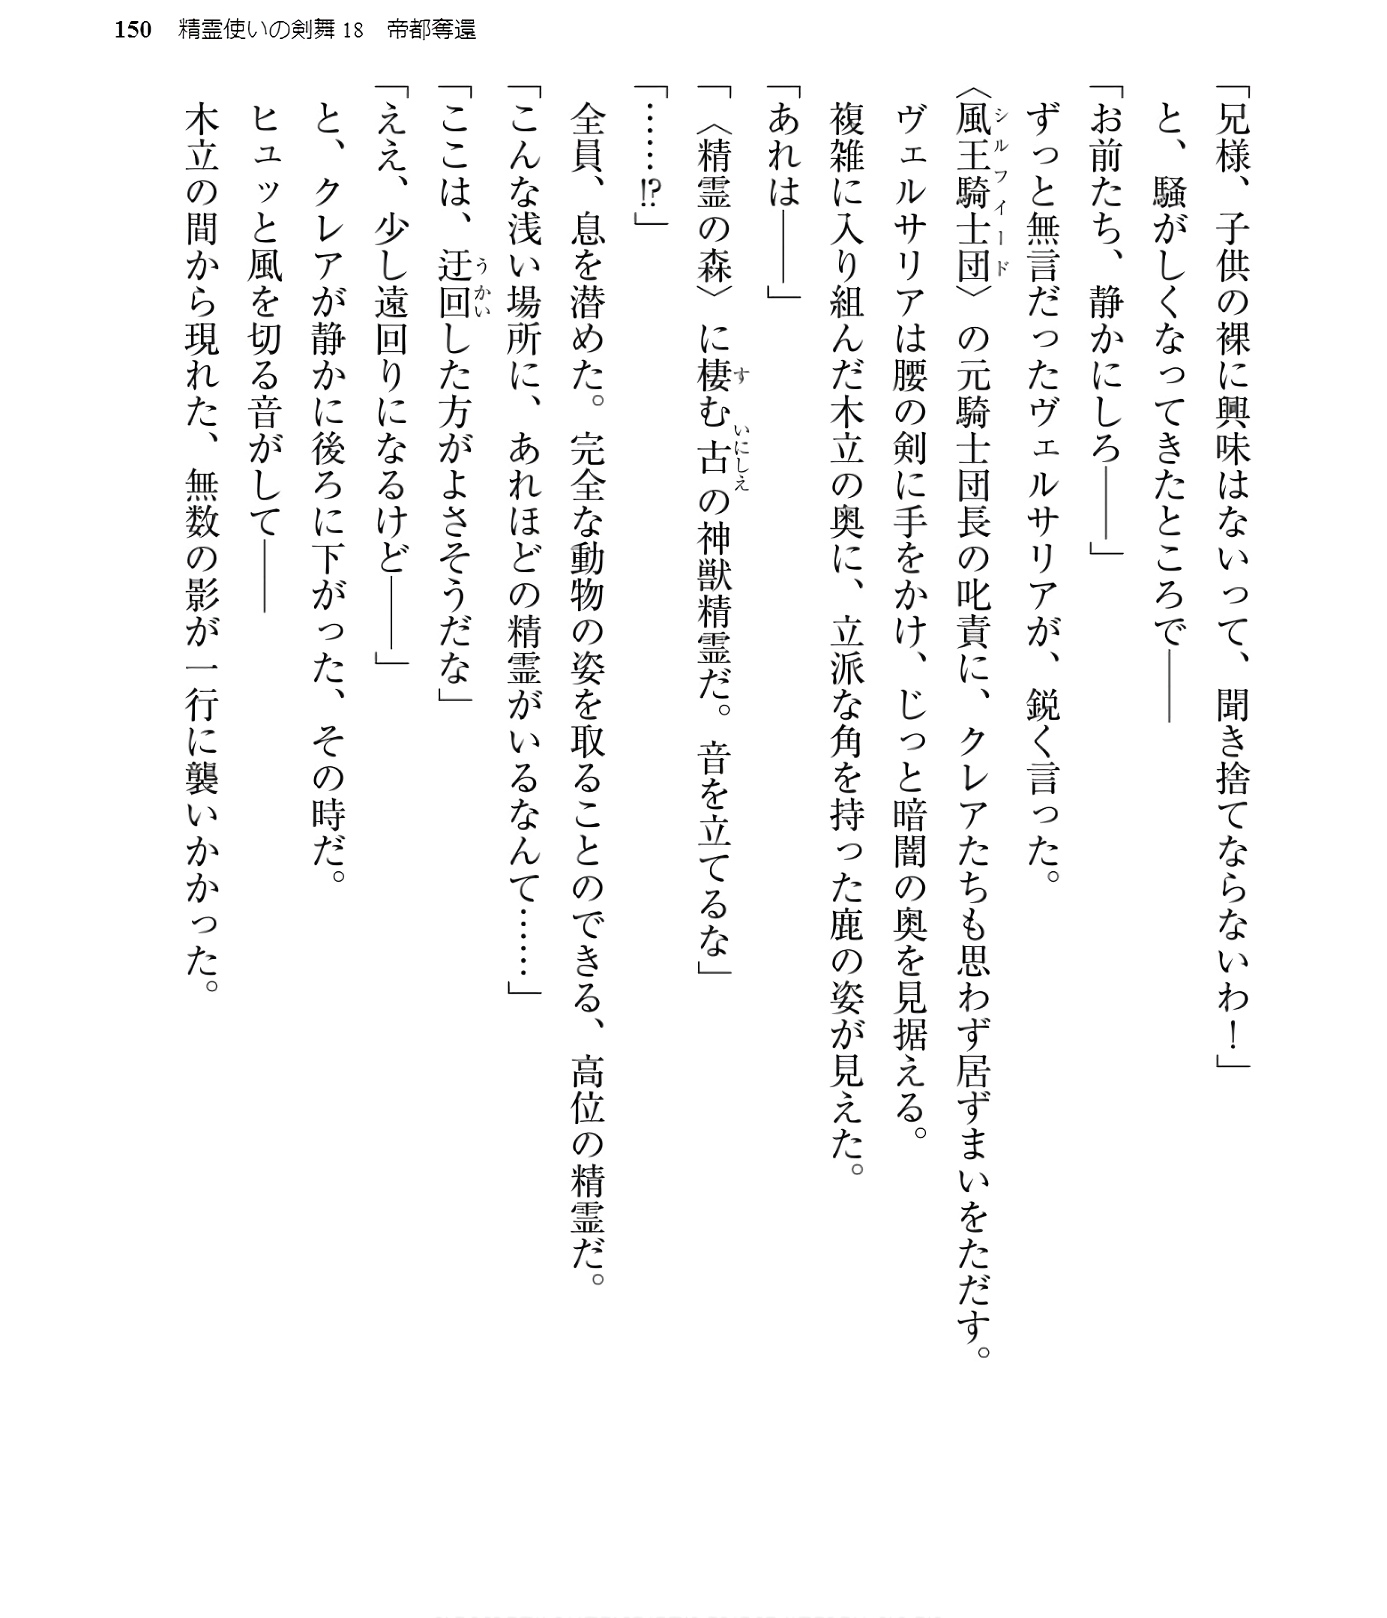 150 精霊使いの剣舞18 帝都奪還
「兄様、子供の裸に興味はないって、聞き捨てならないわ！」
と、騒がしくなってきたところで――
「お前たち、静かにしろ――」
ずっと無言だったヴェルサリアが、鋭く言った。
〈風王騎士団〉の元騎士団長の叱責に、クレアたちも思わず居ずまいをただす。
シルフィード
ヴェルサリアは腰の剣に手をかけ、じっと暗闇の奥を見据える。
複雑に入り組んだ木立の奥に、立派な角を持った鹿の姿が見えた。
「あれは――」
「〈精霊の森〉に棲む古の神獣精霊だ。音を立てるな」
す いにしえ
「……⁉」
全員、息を潜めた。完全な動物の姿を取ることのできる、高位の精霊だ。
「こんな浅い場所に、あれほどの精霊がいるなんて……」
「ここは、迂回した方がよさそうだな」
うかい
「ええ、少し遠回りになるけど――」
と、クレアが静かに後ろに下がった、その時だ。
ヒュッと風を切る音がして――
木立の間から現れた、無数の影が一行に襲いかかった。